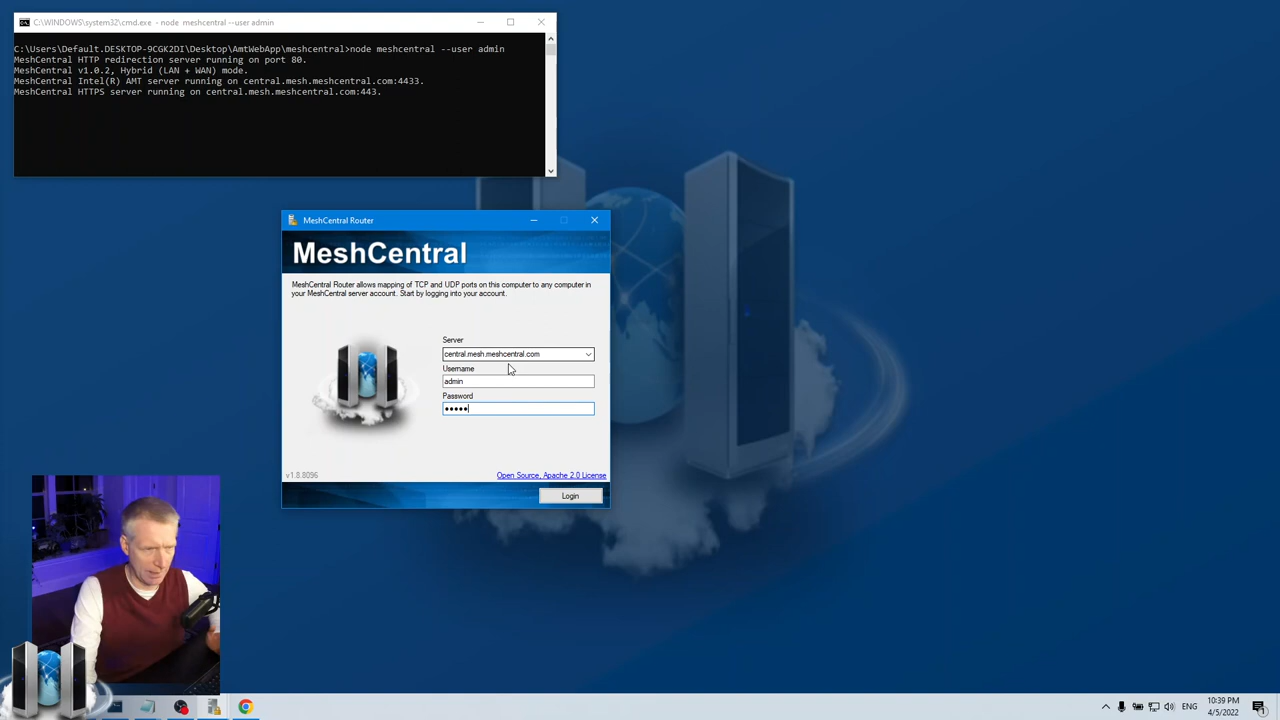 C:\WINDOWS\system32\cmd.exe - node meshcentral --user admin
C:\Users\Default.DESKTOP-9CGK2DI\Desktop\AmtWebApp\meshcentral>node meshcentral --user admin
MeshCentral HTTP redirection server running on port 80.
MeshCentral v1.0.2, Hybrid (LAN + WAN) mode.
MeshCentral Intel(R) AMT server running on central.mesh.meshcentral.com:4433.
MeshCentral HTTPS server running on central.mesh.meshcentral.com:443.
MeshCentral Router
MeshCentral
MeshCentral Router allows mapping of TCP and UDP ports on this computer to any computer in
your MeshCentral server account. Start by logging into your account.
Server
central.mesh.meshcentral.com
Username
admin
Password
v1.8.8096
Open Source, Apache 2.0 License
Login
ENG
10:39 PM
4/5/2022